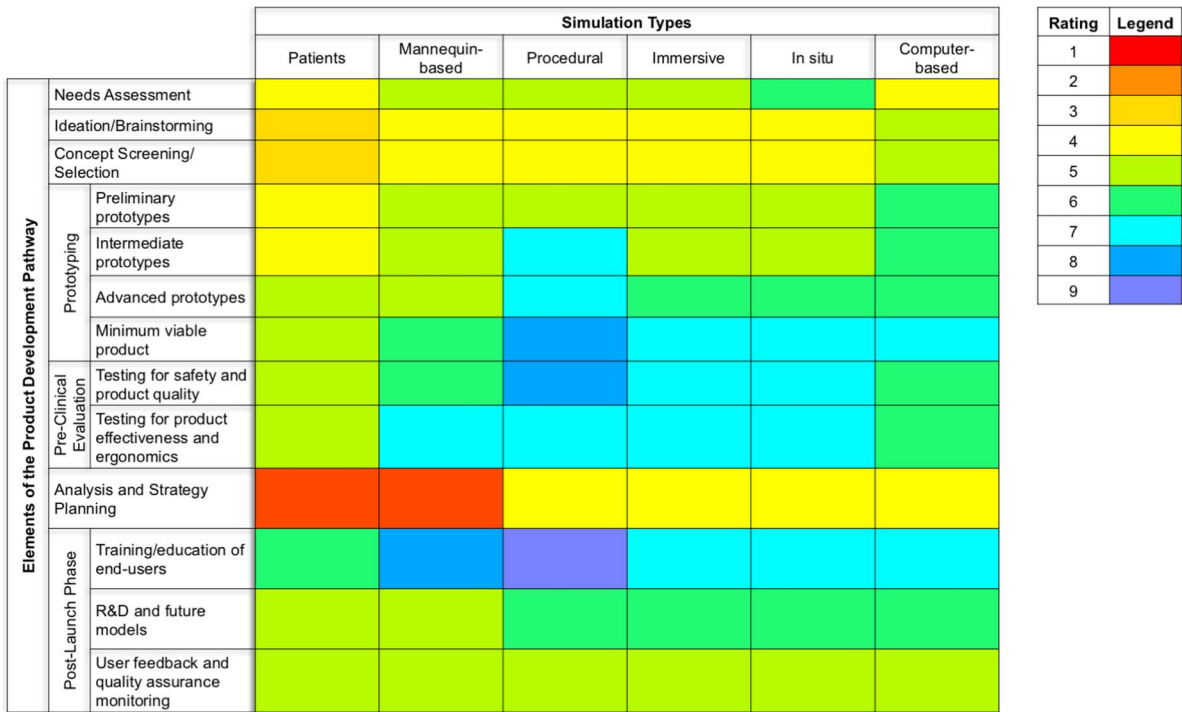 Simulation Types
Patients
Mannequin-
based
Procedural
Immersive
In situ
Computer-
based
Elements of the Product Development Pathway
Needs Assessment
Ideation/Brainstorming
Concept Screening/
Selection
Prototyping
Preliminary
prototypes
Intermediate
prototypes
Advanced prototypes
Minimum viable
product
Pre-Clinical
Evaluation
Testing for safety and
product quality
Testing for product
effectiveness and
ergonomics
Analysis and Strategy
Planning
Post-Launch Phase
Training/education of
end-users
R&D and future
models
User feedback and
quality assurance
monitoring
Rating Legend
1
2
3
4
5
6
7
8
9